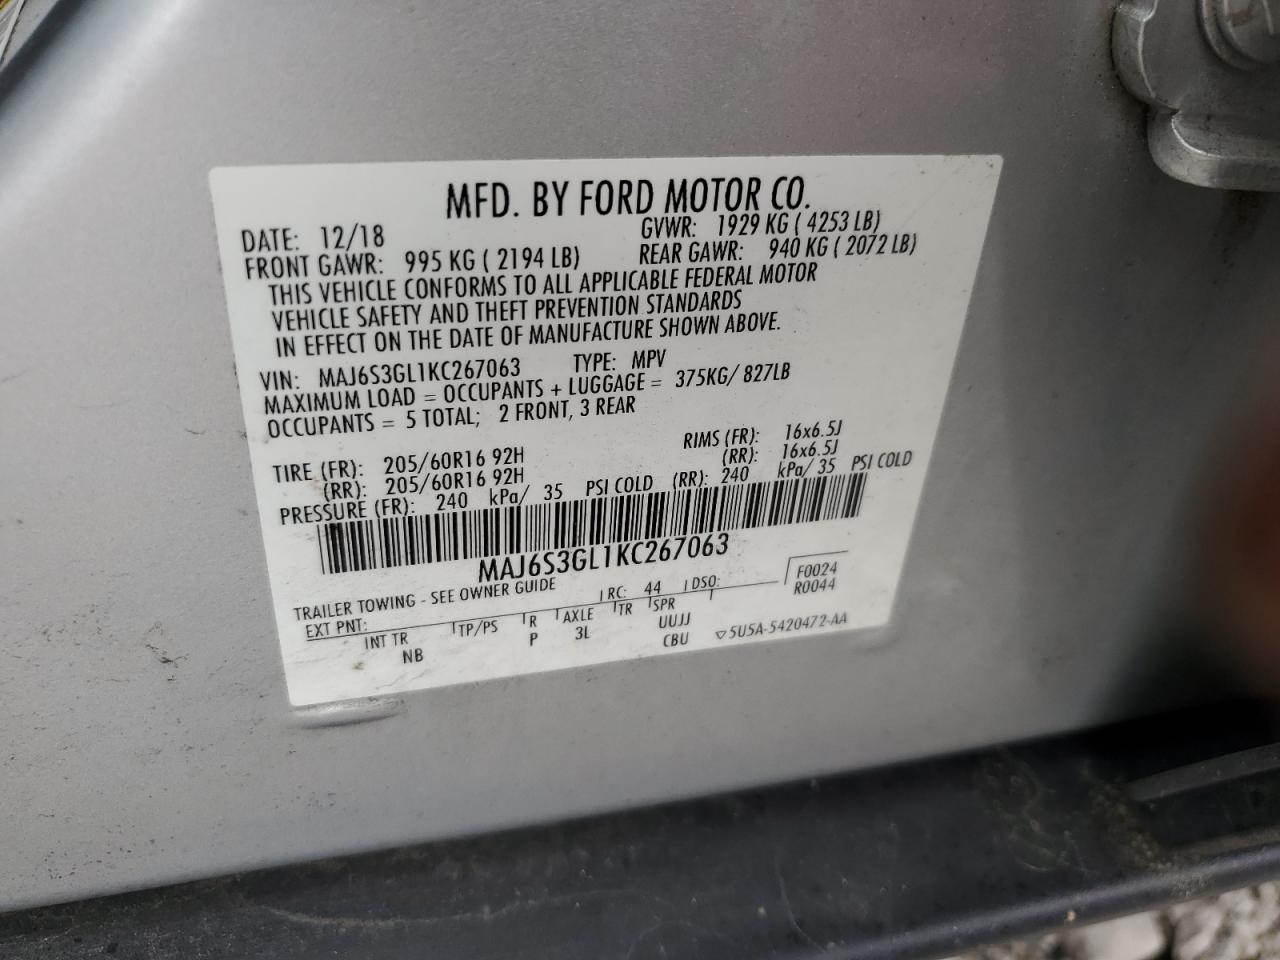 MFD. BY FORD MOTOR CO.
DATE: 12/18 GVWR: 1929 KG ( 4253 LB)
FRONT GAWR: 995 KG ( 2194 LB) REAR GAWR: 940 KG ( 2072 LB)
THIS VEHICLE CONFORMS TO ALL APPLICABLE FEDERAL MOTOR
VEHICLE SAFETY AND THEFT PREVENTION STANDARDS
IN EFFECT ON THE DATE OF MANUFACTURE SHOWN ABOVE.
VIN: MAJ6S3GL1KC267063 TYPE: MPV
MAXIMUM LOAD = OCCUPANTS + LUGGAGE = 375KG/ 827LB
OCCUPANTS = 5 TOTAL; 2 FRONT, 3 REAR
TIRE (FR): 205/60R16 92H RIMS (FR): 16x6.5J
(RR): 205/60R16 92H (RR): 16x6.5J
PRESSURE (FR): 240 kPa/ 35 PSI COLD (RR): 240 kPa/ 35 PSI COLD
MAJ6S3GL1KC267063
TRAILER TOWING - SEE OWNER GUIDE
RC: 44 DSO: F0024
EXT PNT: R0044
INT TR TP/PS R AXLE TR SPR
NB P 3L UUJJ
CBU 5U5A-5420472-AA